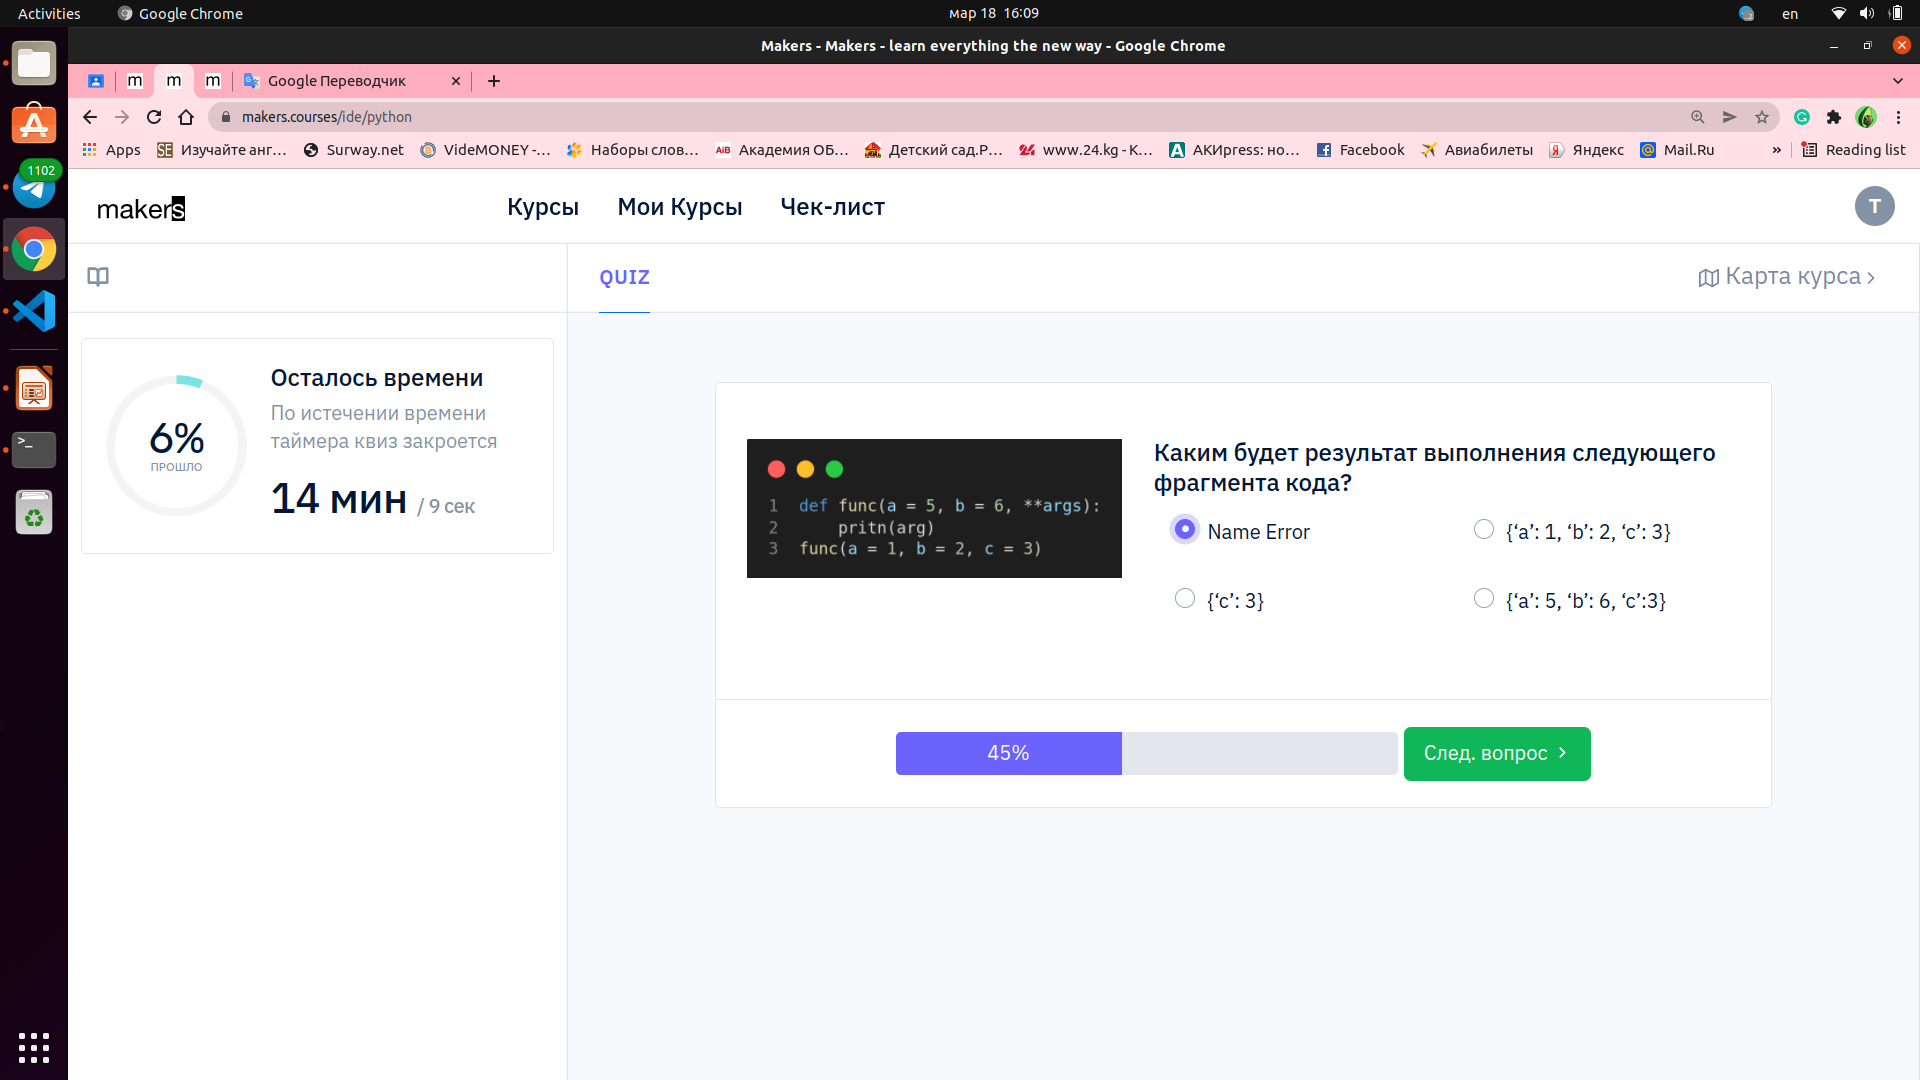 Activities
Google Chrome
мар 18 16:09
en
Makers - Makers - learn everything the new way - Google Chrome
m
m
m
Google Переводчик
makers.courses/ide/python
Apps
SE Изучайте анг...
Surway.net
VideMONEY -...
Наборы слов...
AiB Академия ОБ...
Детский сад.Р...
24 www.24.kg - К...
A АКИpress: но...
Facebook
Авиабилеты
Я Яндекс
@ Mail.Ru
»
Reading list
1102
makers
Курсы
Мои Курсы
Чек-лист
T
QUIZ
Карта курса
6%
ПРОШЛО
Осталось времени
По истечении времени
таймера квиз закроется
14 мин / 9 сек
1 def func(a = 5, b = 6, **args):
2 pritn(arg)
3 func(a = 1, b = 2, c = 3)
Каким будет результат выполнения следующего
фрагмента кода?
Name Error
{‘a’: 1, ‘b’: 2, ‘c’: 3}
{‘c’: 3}
{‘a’: 5, ‘b’: 6, ‘c’:3}
45%
След. вопрос